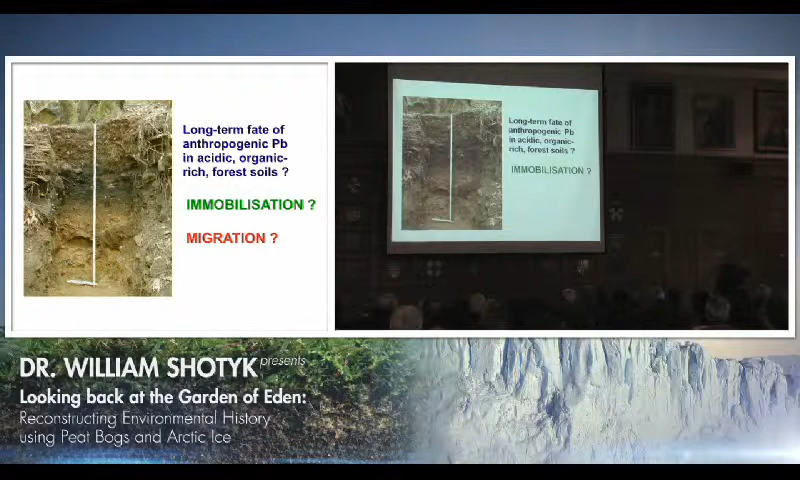 Long-term fate of
anthropogenic Pb
in acidic, organic-
rich, forest soils ?
IMMOBILISATION ?
MIGRATION ?
Long-term fate of
anthropogenic Pb
in acidic, organic-
rich, forest soils ?
IMMOBILISATION ?
DR. WILLIAM SHOTYK presents
Looking back at the Garden of Eden:
Reconstructing Environmental History
using Peat Bogs and Arctic Ice